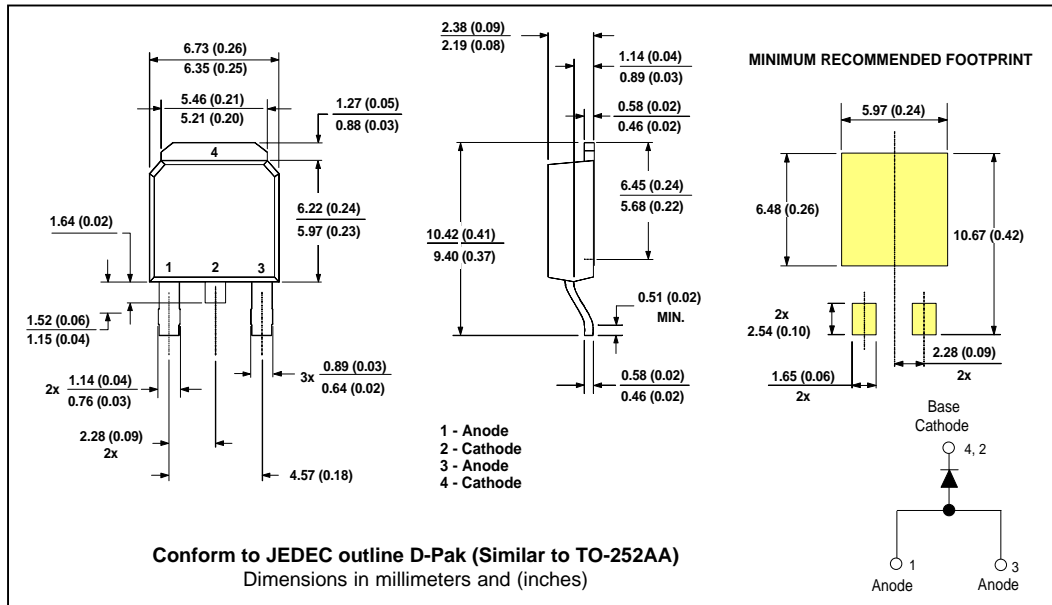 6.73 (0.26)
6.35 (0.25)
5.46 (0.21)
5.21 (0.20)
1.27 (0.05)
0.88 (0.03)
4
1.64 (0.02)
6.22 (0.24)
5.97 (0.23)
1 2 3
1.52 (0.06)
1.15 (0.04)
2x 1.14 (0.04)
0.76 (0.03)
3x 0.89 (0.03)
0.64 (0.02)
2.28 (0.09)
2x
4.57 (0.18)
2.38 (0.09)
2.19 (0.08)
1.14 (0.04)
0.89 (0.03)
0.58 (0.02)
0.46 (0.02)
6.45 (0.24)
5.68 (0.22)
10.42 (0.41)
9.40 (0.37)
0.51 (0.02)
MIN.
0.58 (0.02)
0.46 (0.02)
1 - Anode
2 - Cathode
3 - Anode
4 - Cathode
MINIMUM RECOMMENDED FOOTPRINT
5.97 (0.24)
6.48 (0.26)
10.67 (0.42)
2x
2.54 (0.10)
1.65 (0.06)
2x
2.28 (0.09)
2x
Base
Cathode
4, 2
1
Anode
3
Anode
Conform to JEDEC outline D-Pak (Similar to TO-252AA)
Dimensions in millimeters and (inches)